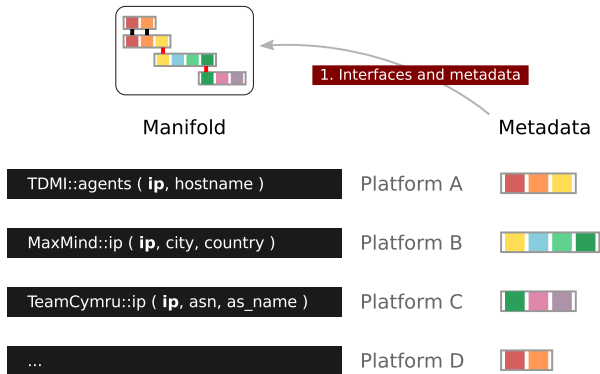 1. Interfaces and metadata
Manifold
Metadata
TDMI::agents ( ip, hostname )
Platform A
MaxMind::ip ( ip, city, country )
Platform B
TeamCymru::ip ( ip, asn, as_name )
Platform C
...
Platform D